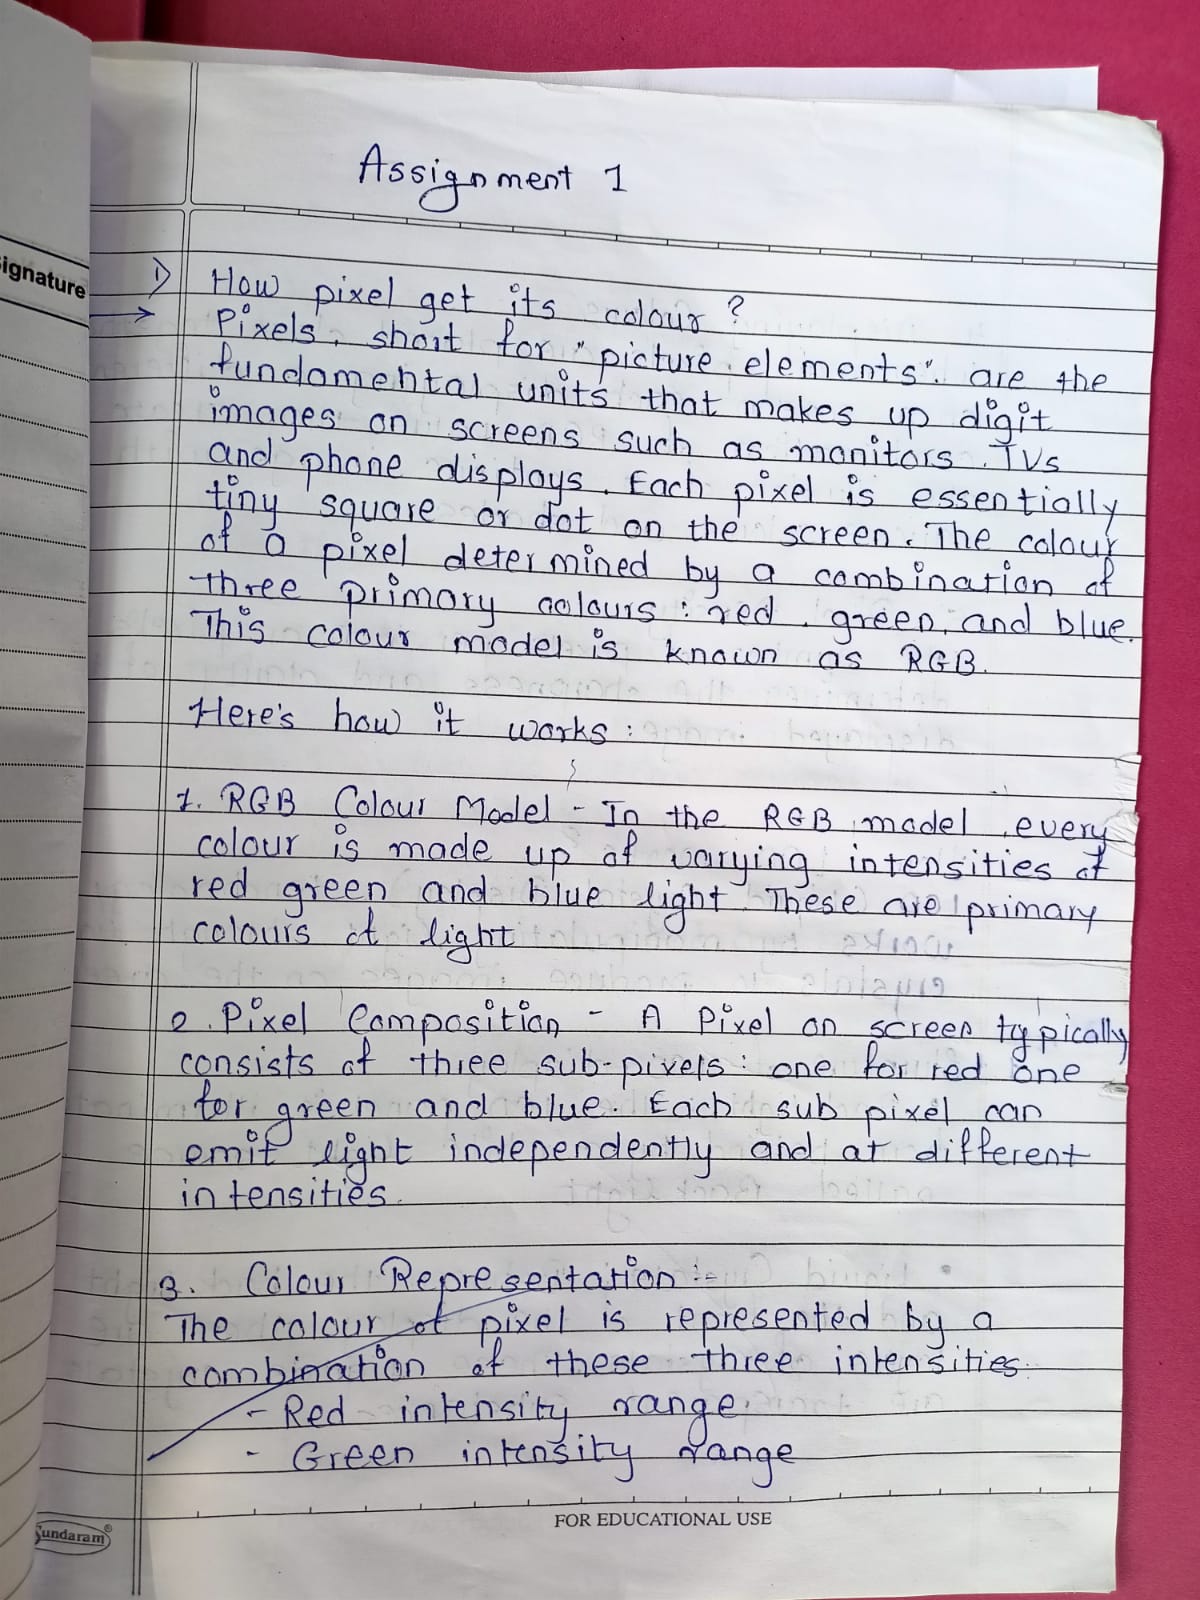 Assignment 1
ignature
1) How pixel get its colour ?
→ Pixels, short for "picture elements". are the
fundamental units that makes up digit
images on screens such as monitors, TVs
and phone displays. Each pixel is essentially
tiny square or dot on the screen. The colour
of a pixel determined by a combination of
three primary colours : red, green, and blue.
This colour model is known as RGB.
Here's how it works :
1. RGB Colour Model - In the RGB model, every
colour is made up of varying intensities of
red green and blue light. These are primary
colours of light
2. Pixel Composition - A Pixel on screen typically
consists of three sub-pixels: one for red one
for green and blue. Each sub pixel can
emit light independently and at different
intensities.
3. Colour Representation :-
The colour of pixel is represented by a
combination of these three intensities.
- Red intensity range.
- Green intensity range
Sundaram®
FOR EDUCATIONAL USE